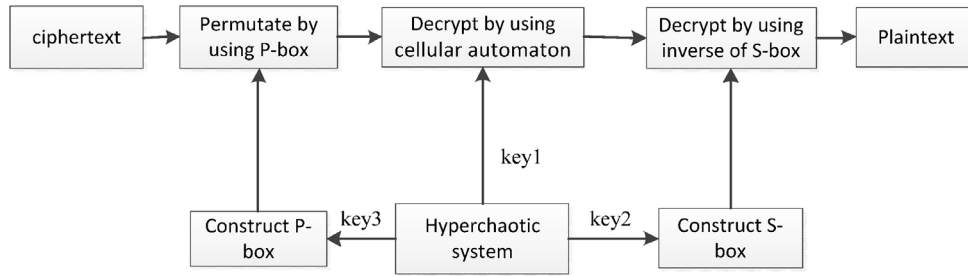 ciphertext
Permutate by
using P-box
Decrypt by using
cellular automaton
Decrypt by using
inverse of S-box
Plaintext
key1
Construct P-
box
key3
Hyperchaotic
system
key2
Construct S-
box